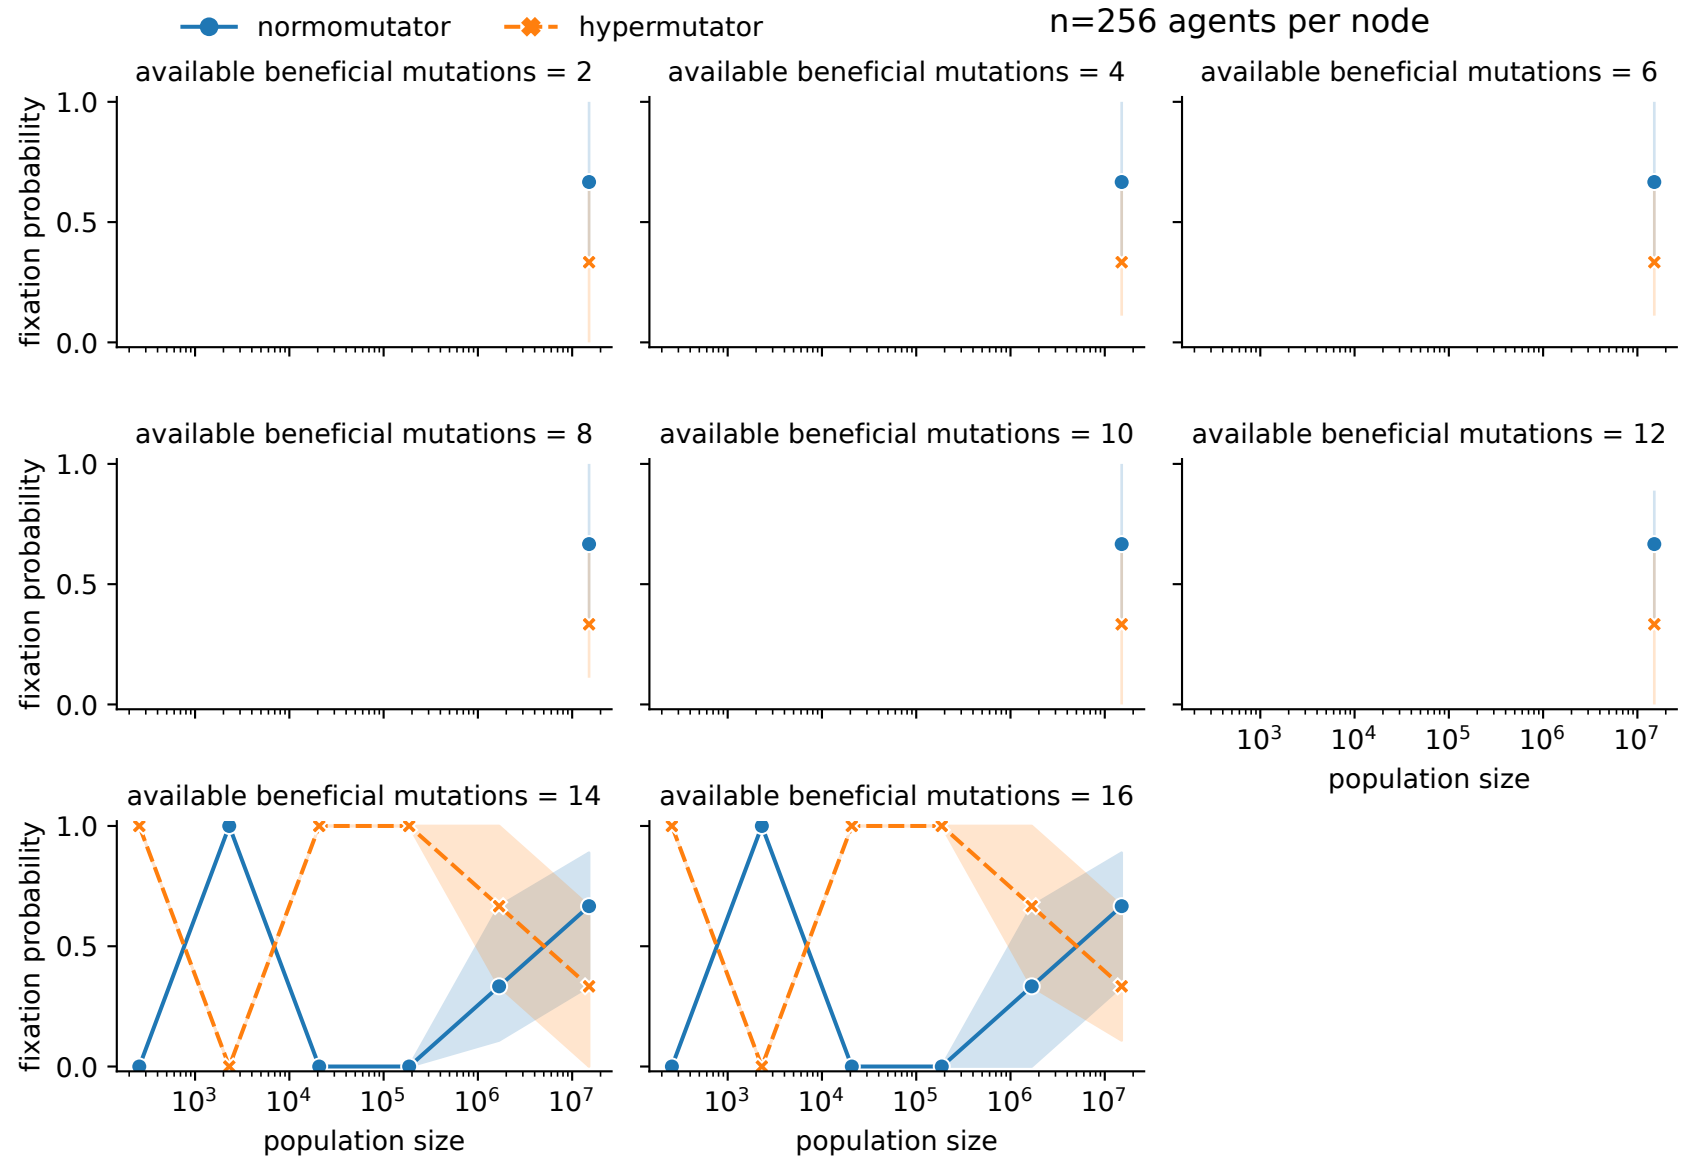 normomutator hypermutator n=256 agents per node
available beneficial mutations = 2 available beneficial mutations = 4 available beneficial mutations = 6
fixation probability
1.0
0.5
0.0
available beneficial mutations = 8 available beneficial mutations = 10 available beneficial mutations = 12
fixation probability
1.0
0.5
0.0
10³ 10⁴ 10⁵ 10⁶ 10⁷
population size
available beneficial mutations = 14 available beneficial mutations = 16
fixation probability
1.0
0.5
0.0
10³ 10⁴ 10⁵ 10⁶ 10⁷ 10³ 10⁴ 10⁵ 10⁶ 10⁷
population size population size